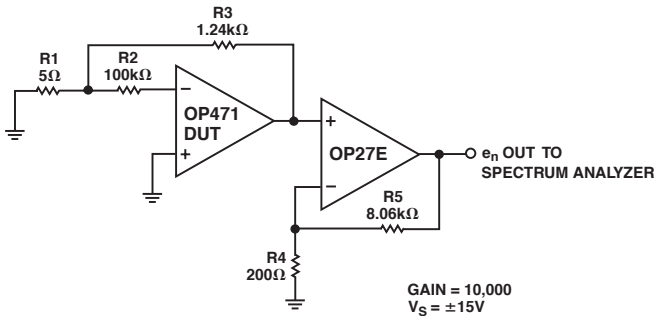 R3
1.24kΩ
R1
5Ω
R2
100kΩ
−
OP471
DUT
+
+
OP27E
−
en OUT TO
SPECTRUM ANALYZER
R5
8.06kΩ
R4
200Ω
GAIN = 10,000
VS = ±15V